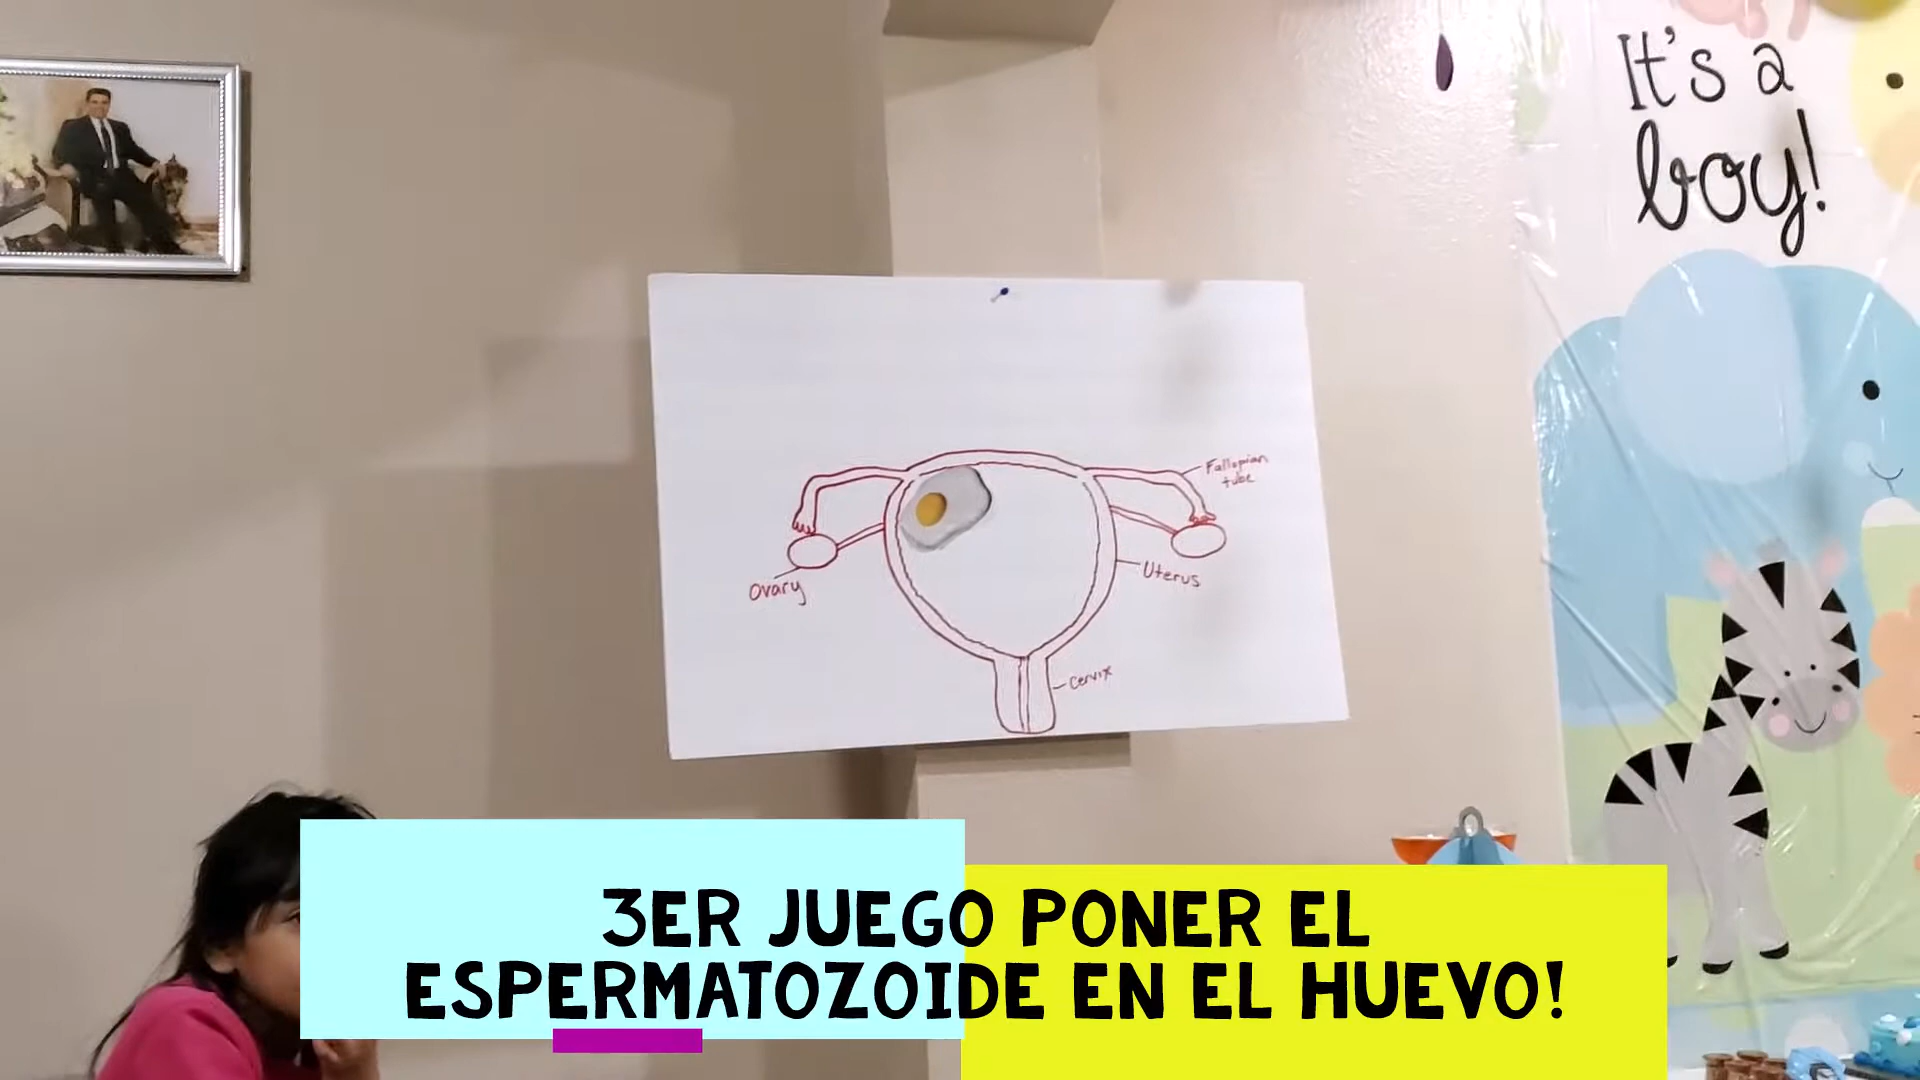 It's a
boy!
Fallopian
tube
Ovary
Uterus
Cervix
3ER JUEGO PONER EL
ESPERMATOZOIDE EN EL HUEVO!